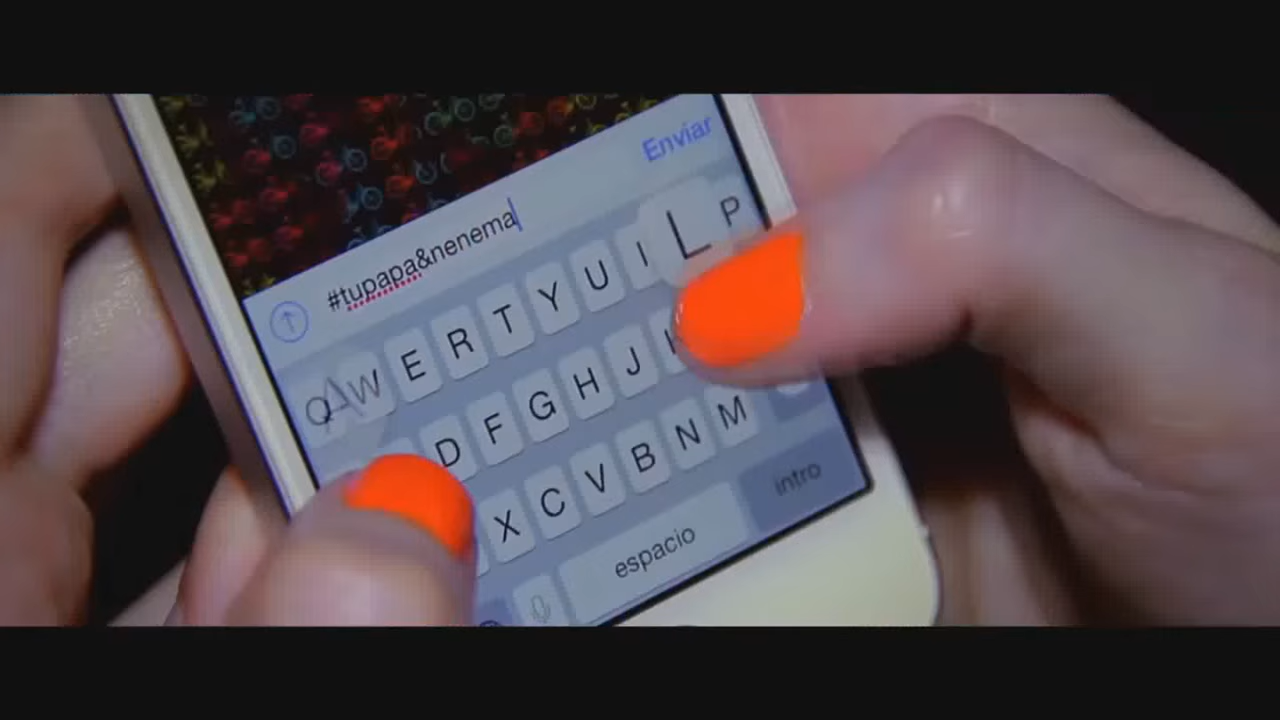 Enviar
#tupapa&nenema
Q A W E R T Y U I L P
D F G H J
X C V B N M
espacio intro